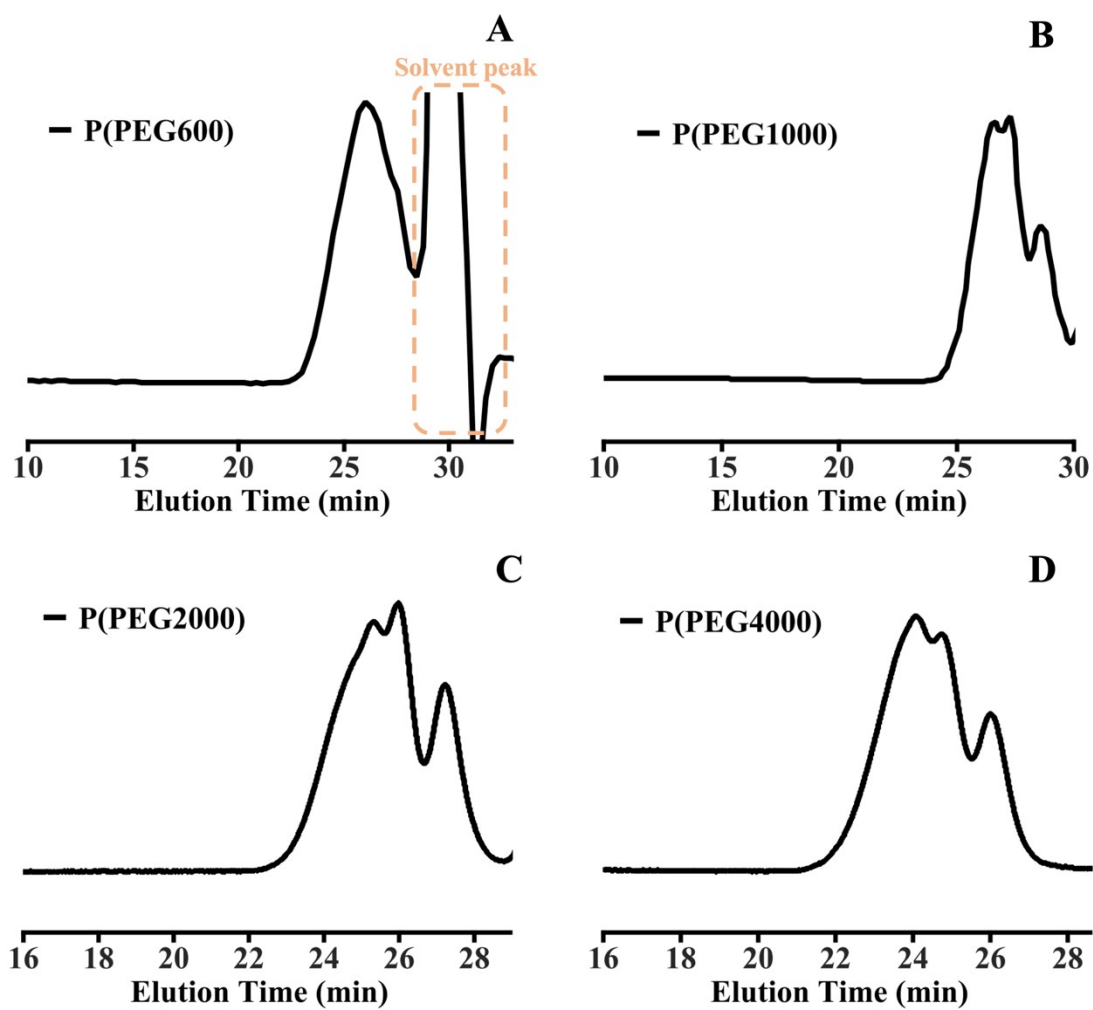 A
Solvent peak
P(PEG600)
10 15 20 25 30
Elution Time (min)
B
P(PEG1000)
10 15 20 25 30
Elution Time (min)
C
P(PEG2000)
16 18 20 22 24 26 28
Elution Time (min)
D
P(PEG4000)
16 18 20 22 24 26 28
Elution Time (min)